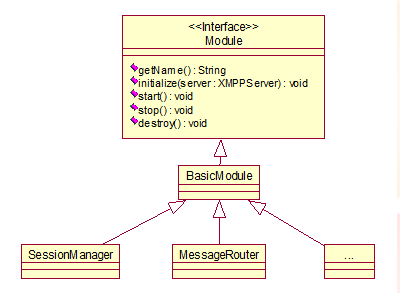 <<Interface>>
Module
getName() : String
initialize(server : XMPPServer) : void
start() : void
stop() : void
destroy() : void
BasicModule
SessionManager
MessageRouter
...